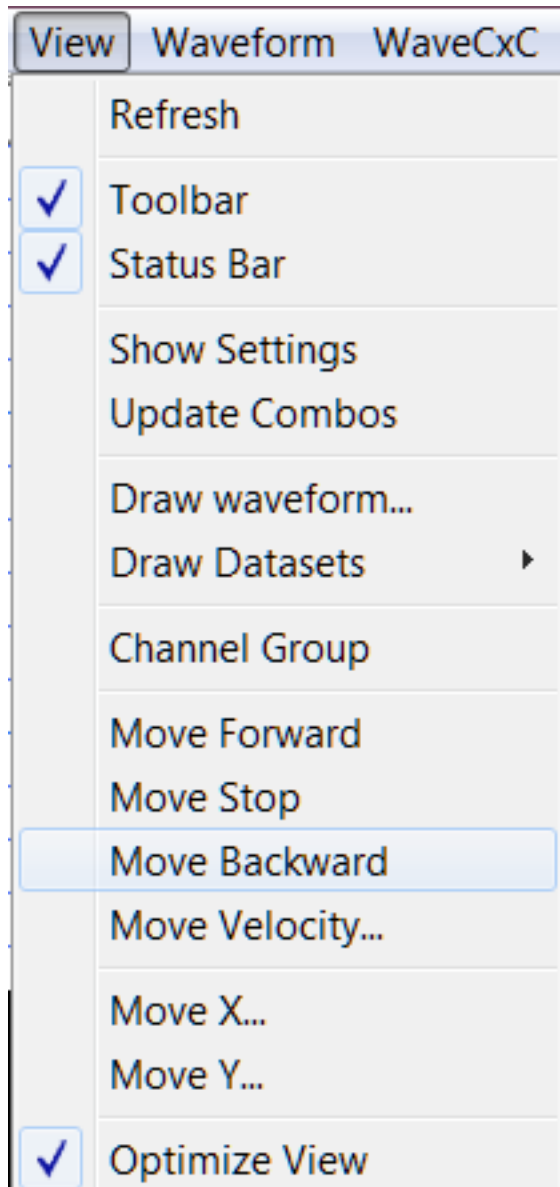 View Waveform WaveCxC
Refresh
Toolbar
Status Bar
Show Settings
Update Combos
Draw waveform...
Draw Datasets
Channel Group
Move Forward
Move Stop
Move Backward
Move Velocity...
Move X...
Move Y...
Optimize View